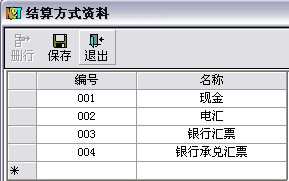 结算方式资料
删行 保存 退出
编号 名称
001 现金
002 电汇
003 银行汇票
004 银行承兑汇票
*